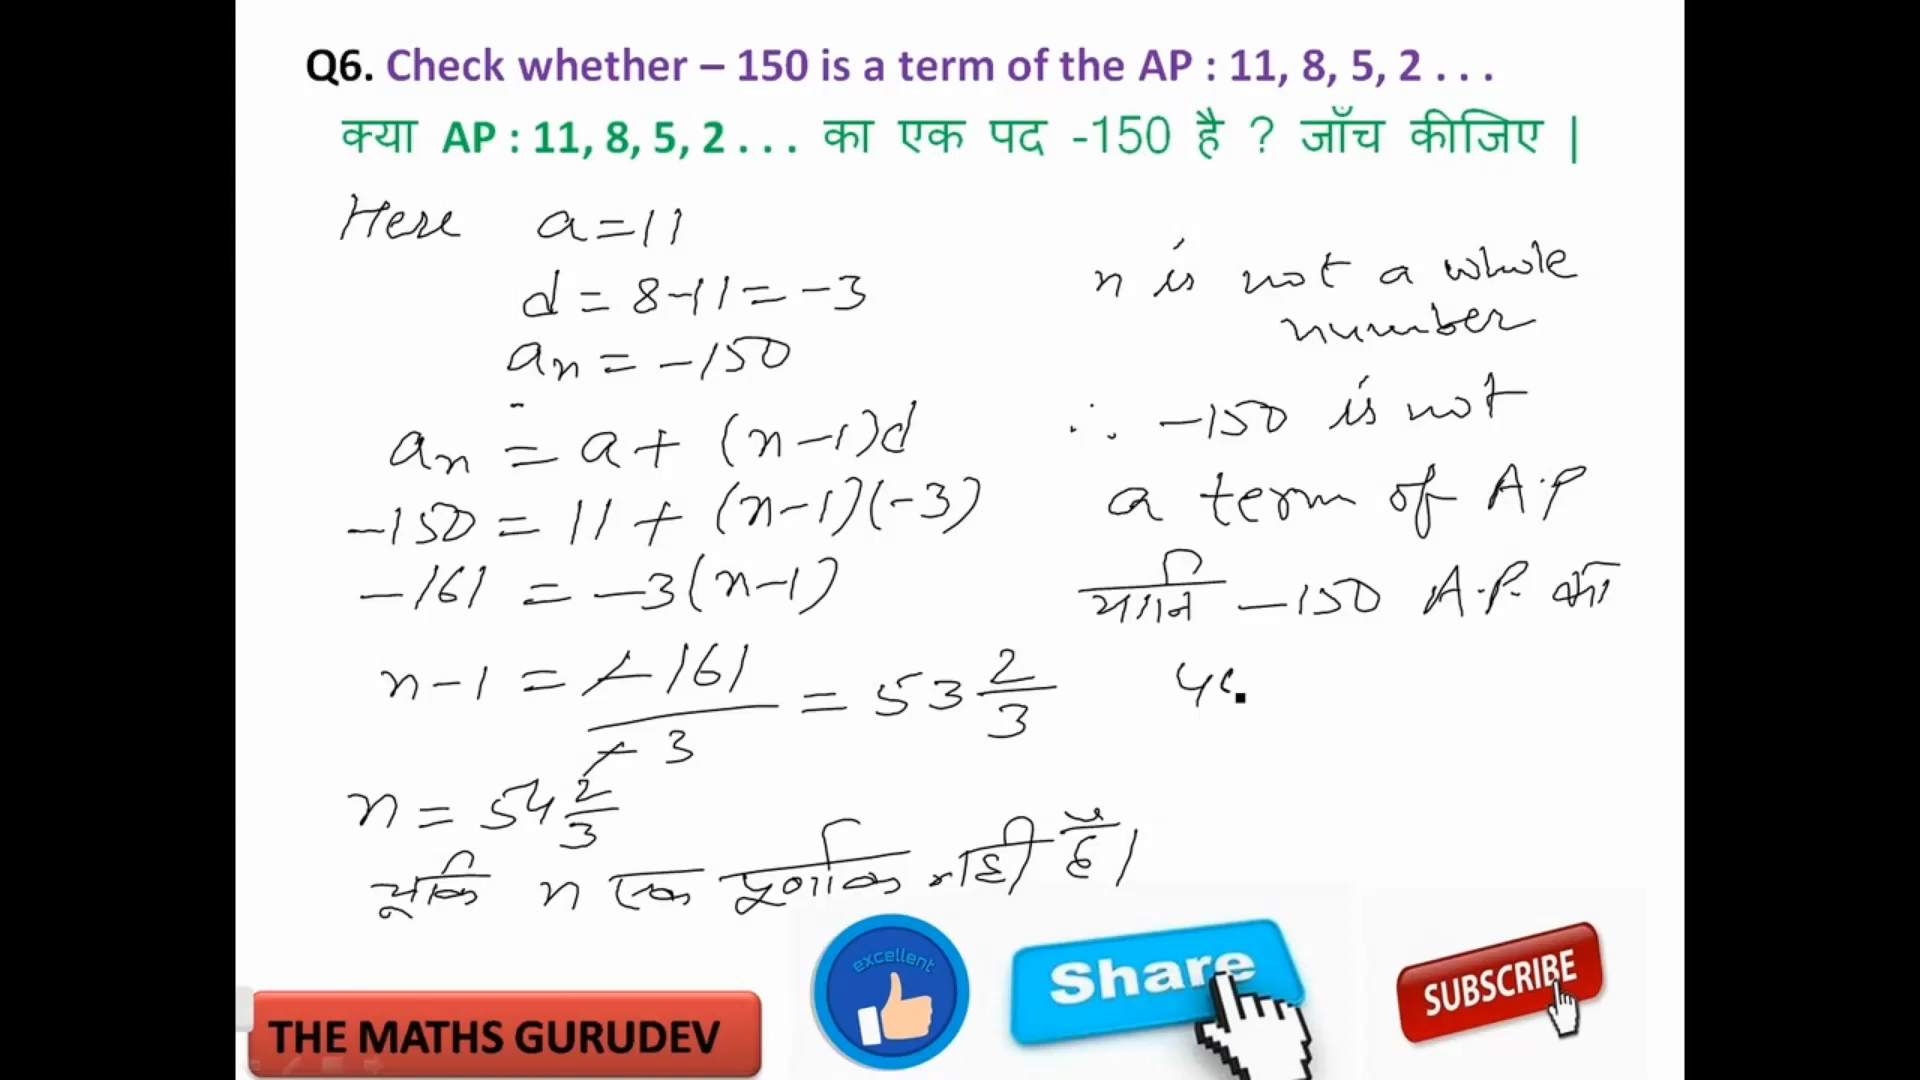 Q6. Check whether – 150 is a term of the AP : 11, 8, 5, 2 . . .
क्या AP : 11, 8, 5, 2 . . . का एक पद -150 है ? जाँच कीजिए |
Here a = 11
d = 8-11 = -3
an = -150
an = a + (n-1)d
-150 = 11 + (n-1)(-3)
-161 = -3(n-1)
n-1 = -161/-3 = 53 2/3
n = 54 2/3
चूकि n एक पूर्णांक नही है।
n is not a whole
number
∴ -150 is not
a term of A.P
-150 A.P. का
excellent
Share
SUBSCRIBE
THE MATHS GURUDEV